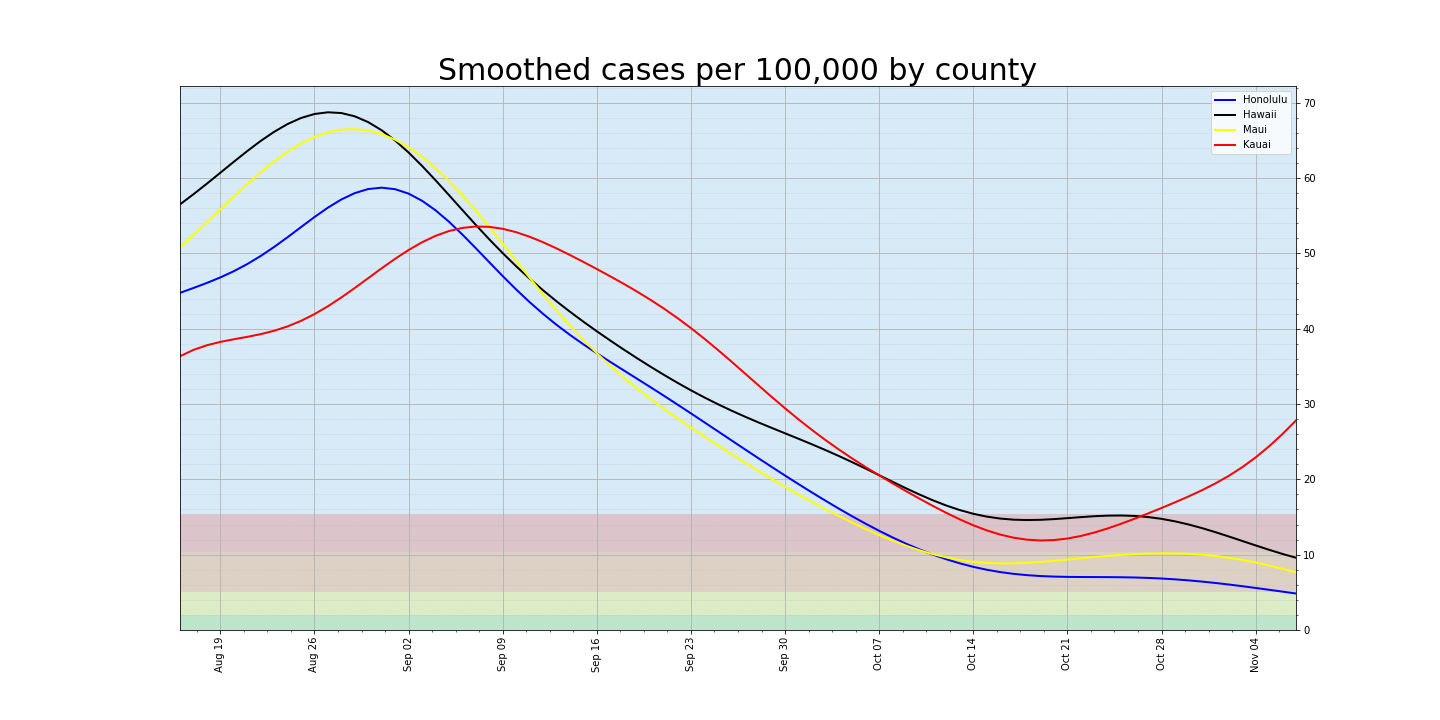 Smoothed cases per 100,000 by county
Honolulu
Hawaii
Maui
Kauai
70
60
50
40
30
20
10
0
Aug 19
Aug 26
Sep 02
Sep 09
Sep 16
Sep 23
Sep 30
Oct 07
Oct 14
Oct 21
Oct 28
Nov 04